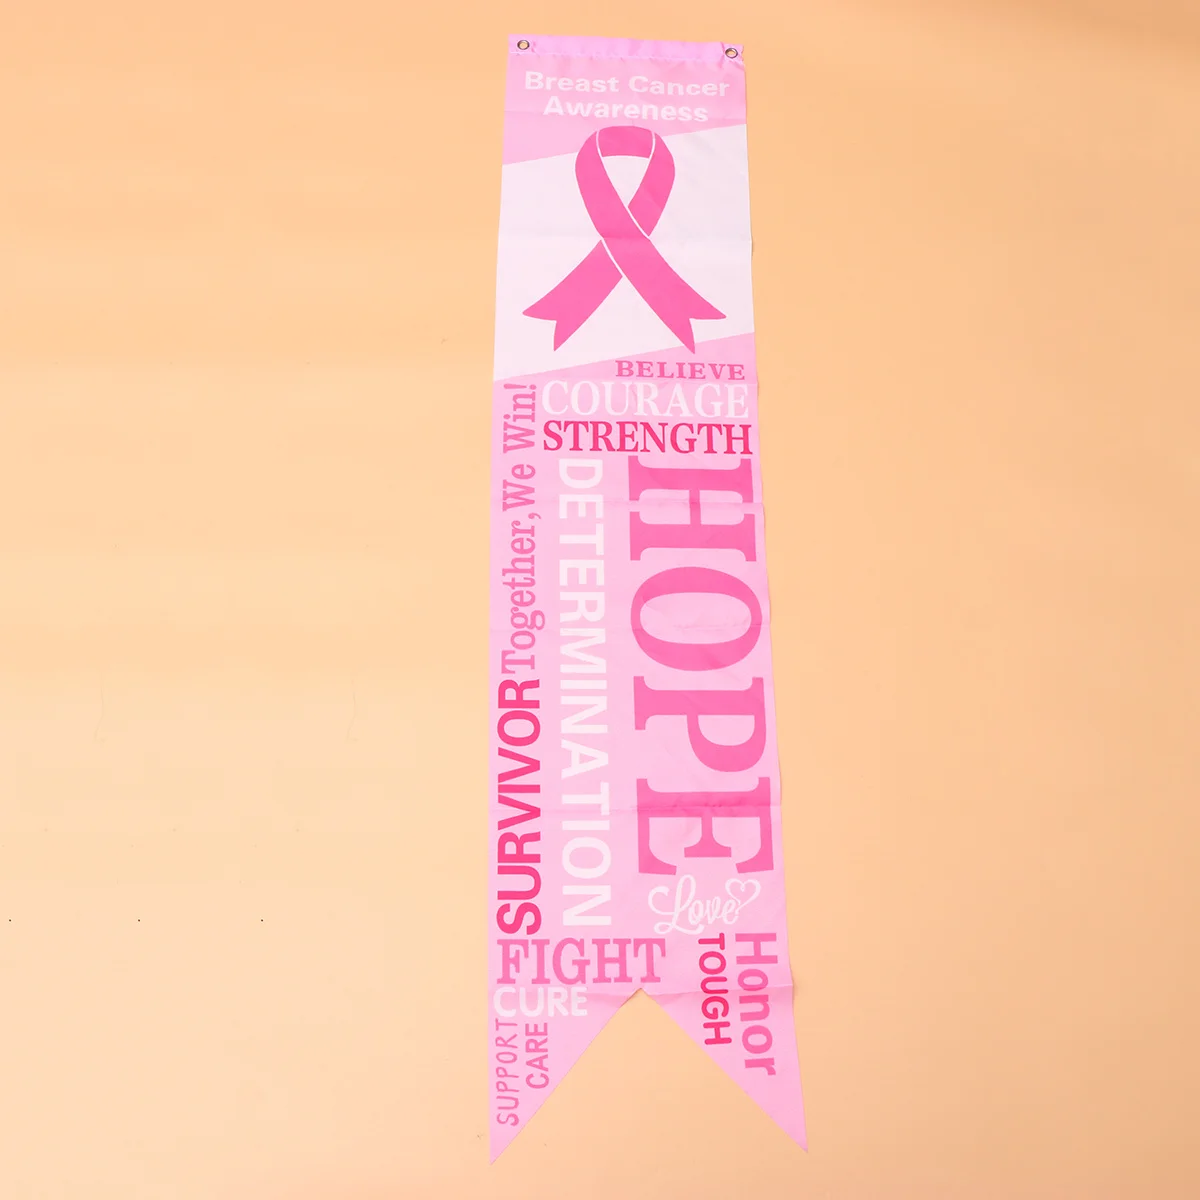 Breast Cancer
Awareness
BELIEVE
COURAGE
STRENGTH
Together, We Win!
SURVIVOR
DETERMINATION
HOPE
Love
FIGHT
CURE
SUPPORT
CARE
TOUGH
Honor